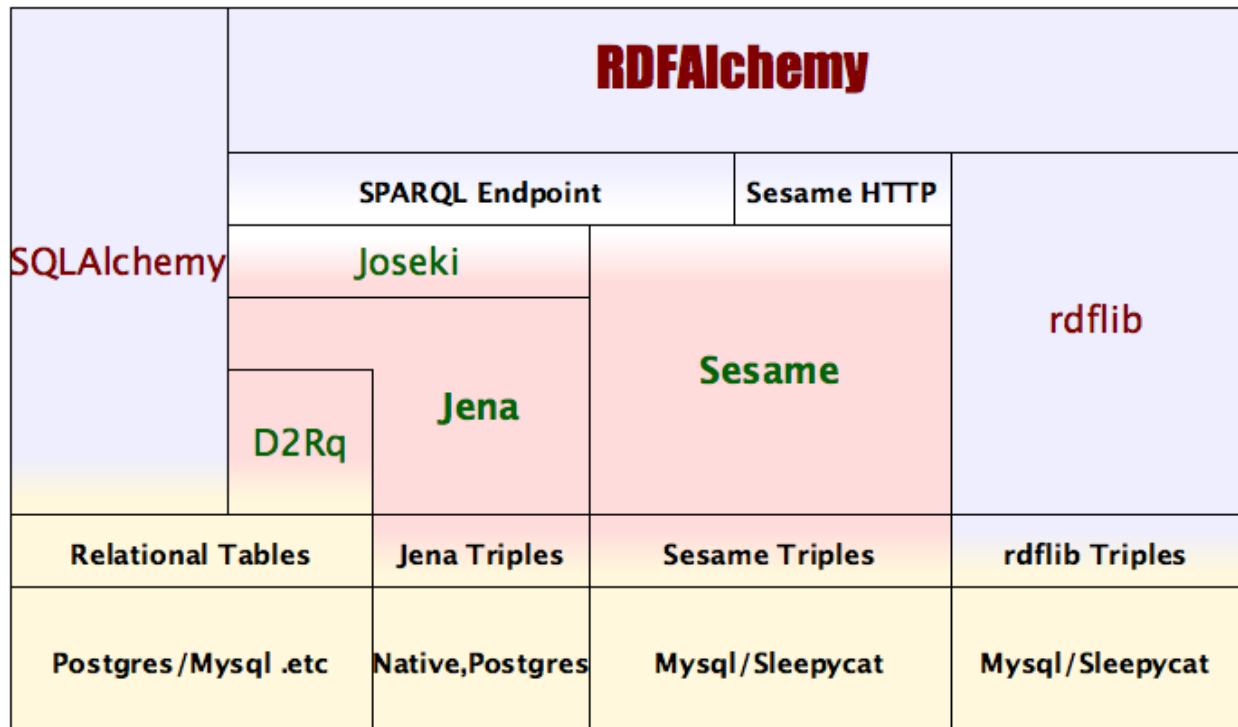 RDFAlchemy
SPARQL Endpoint
Sesame HTTP
SQLAlchemy
Joseki
rdflib
Sesame
Jena
D2Rq
Relational Tables
Jena Triples
Sesame Triples
rdflib Triples
Postgres/Mysql .etc
Native,Postgres
Mysql/Sleepycat
Mysql/Sleepycat